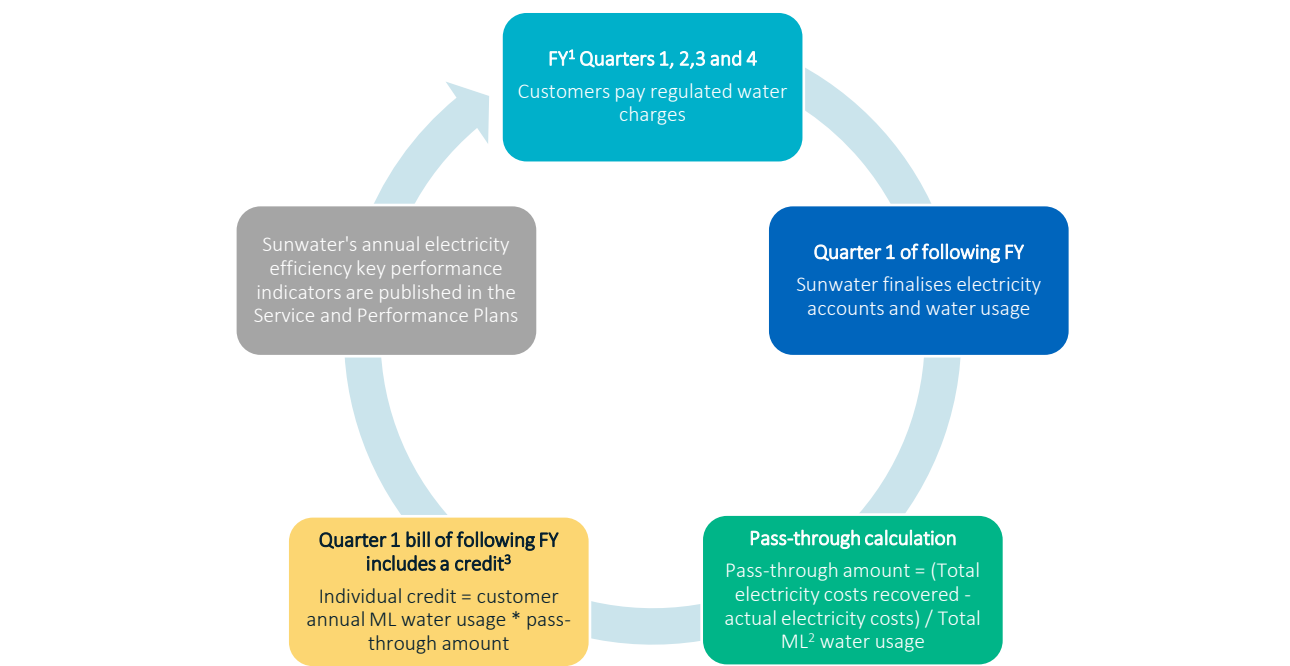 FY¹ Quarters 1, 2,3 and 4
Customers pay regulated water
charges
Quarter 1 of following FY
Sunwater finalises electricity
accounts and water usage
Pass-through calculation
Pass-through amount = (Total
electricity costs recovered -
actual electricity costs) / Total
ML² water usage
Quarter 1 bill of following FY
includes a credit³
Individual credit = customer
annual ML water usage * pass-
through amount
Sunwater's annual electricity
efficiency key performance
indicators are published in the
Service and Performance Plans